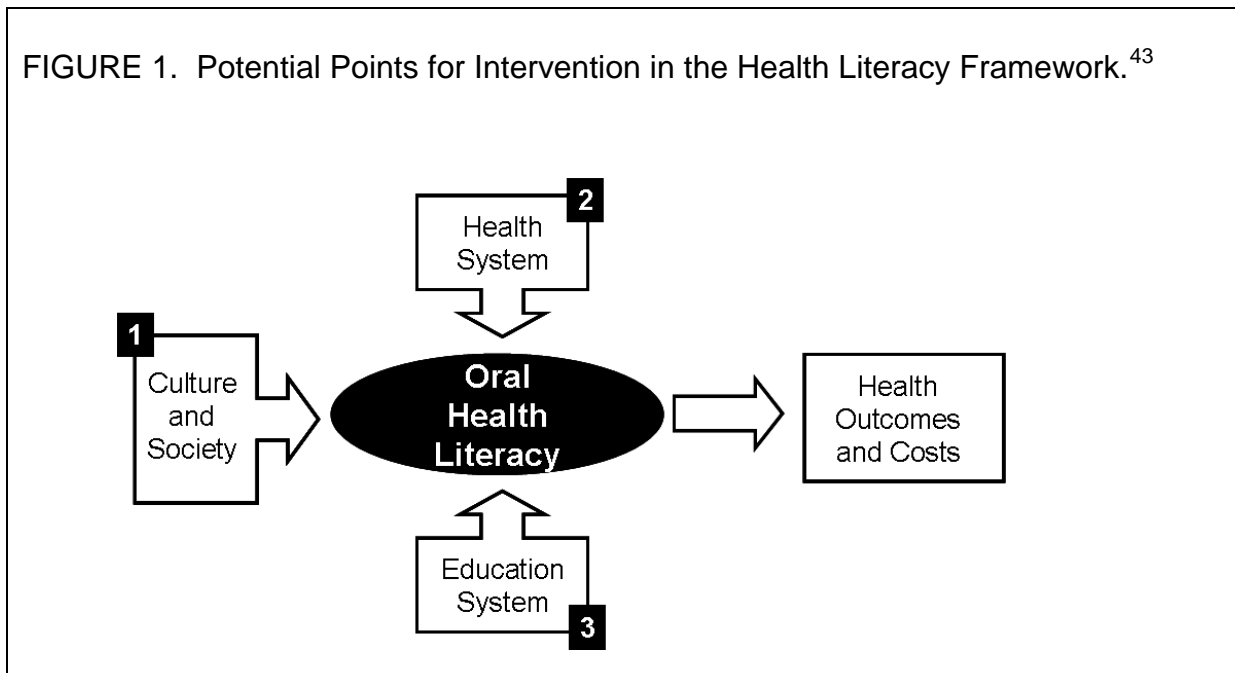 FIGURE 1.  Potential Points for Intervention in the Health Literacy Framework.43
2
Health
System
1
Culture
and
Society
Oral
Health
Literacy
Health
Outcomes
and Costs
Education
System
3